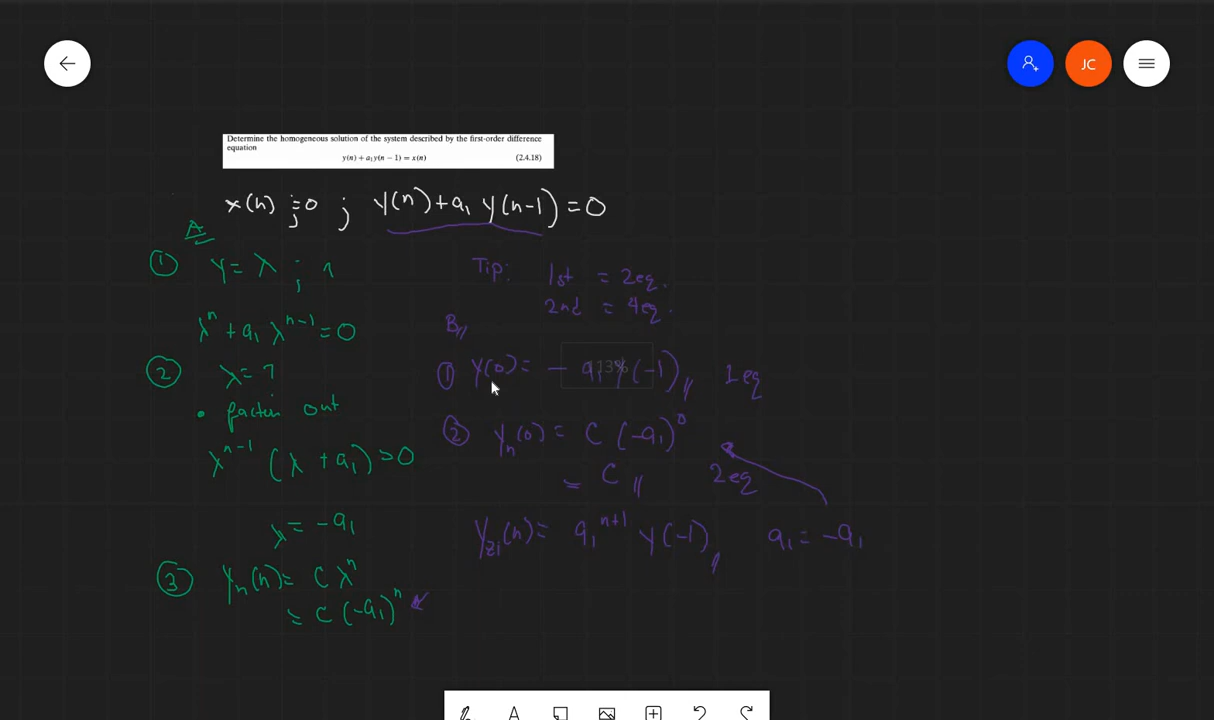 JC
Determine the homogeneous solution of the system described by the first-order difference
equation
y(n) + a₁y(n − 1) = x(n) (2.4.18)
x(n) = 0 ; y(n) + a₁ y(n-1) = 0
A
① y = λ ; n
λⁿ + a₁ λⁿ⁻¹ = 0
② λ = ?
• factor out
λⁿ⁻¹ (λ + a₁) = 0
λ = -a₁
③ yₕ(n) = C λⁿ
= C (-a₁)ⁿ
Tip: 1st = 2eq.
2nd = 4eq.
B
① y(0) = - a₁ y(-1) 1eq
113%
② yₕ(0) = C (-a₁)⁰
= C 2eq
y_zi(n) = a₁ⁿ⁺¹ y(-1) a₁ = -a₁
A